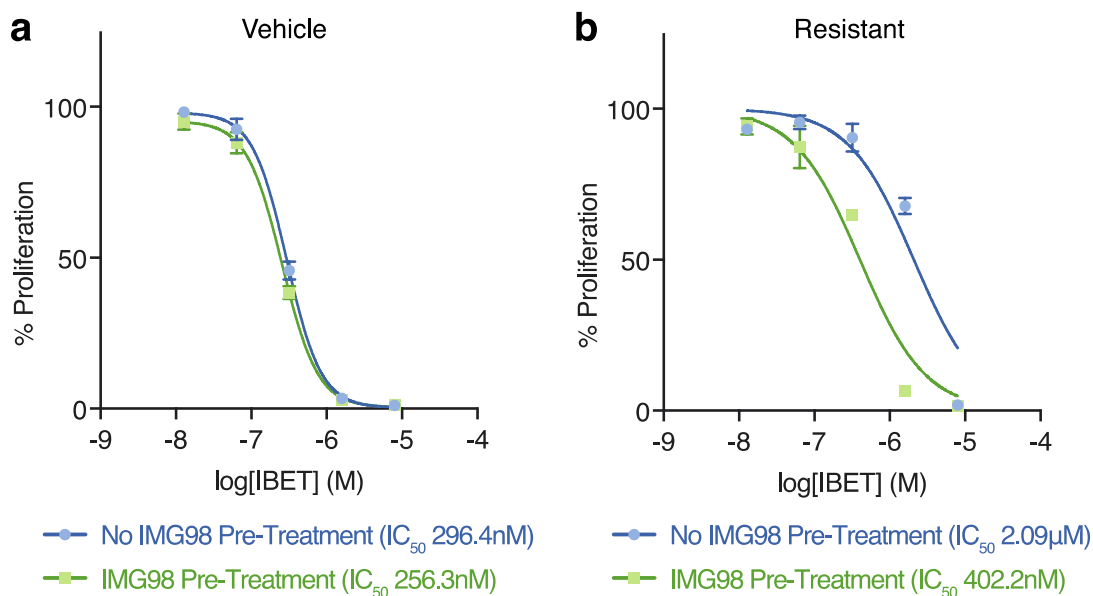 a
Vehicle
100
50
0
% Proliferation
-9 -8 -7 -6 -5 -4
log[IBET] (M)
No IMG98 Pre-Treatment (IC50 296.4nM)
IMG98 Pre-Treatment (IC50 256.3nM)
b
Resistant
100
50
0
% Proliferation
-9 -8 -7 -6 -5 -4
log[IBET] (M)
No IMG98 Pre-Treatment (IC50 2.09μM)
IMG98 Pre-Treatment (IC50 402.2nM)